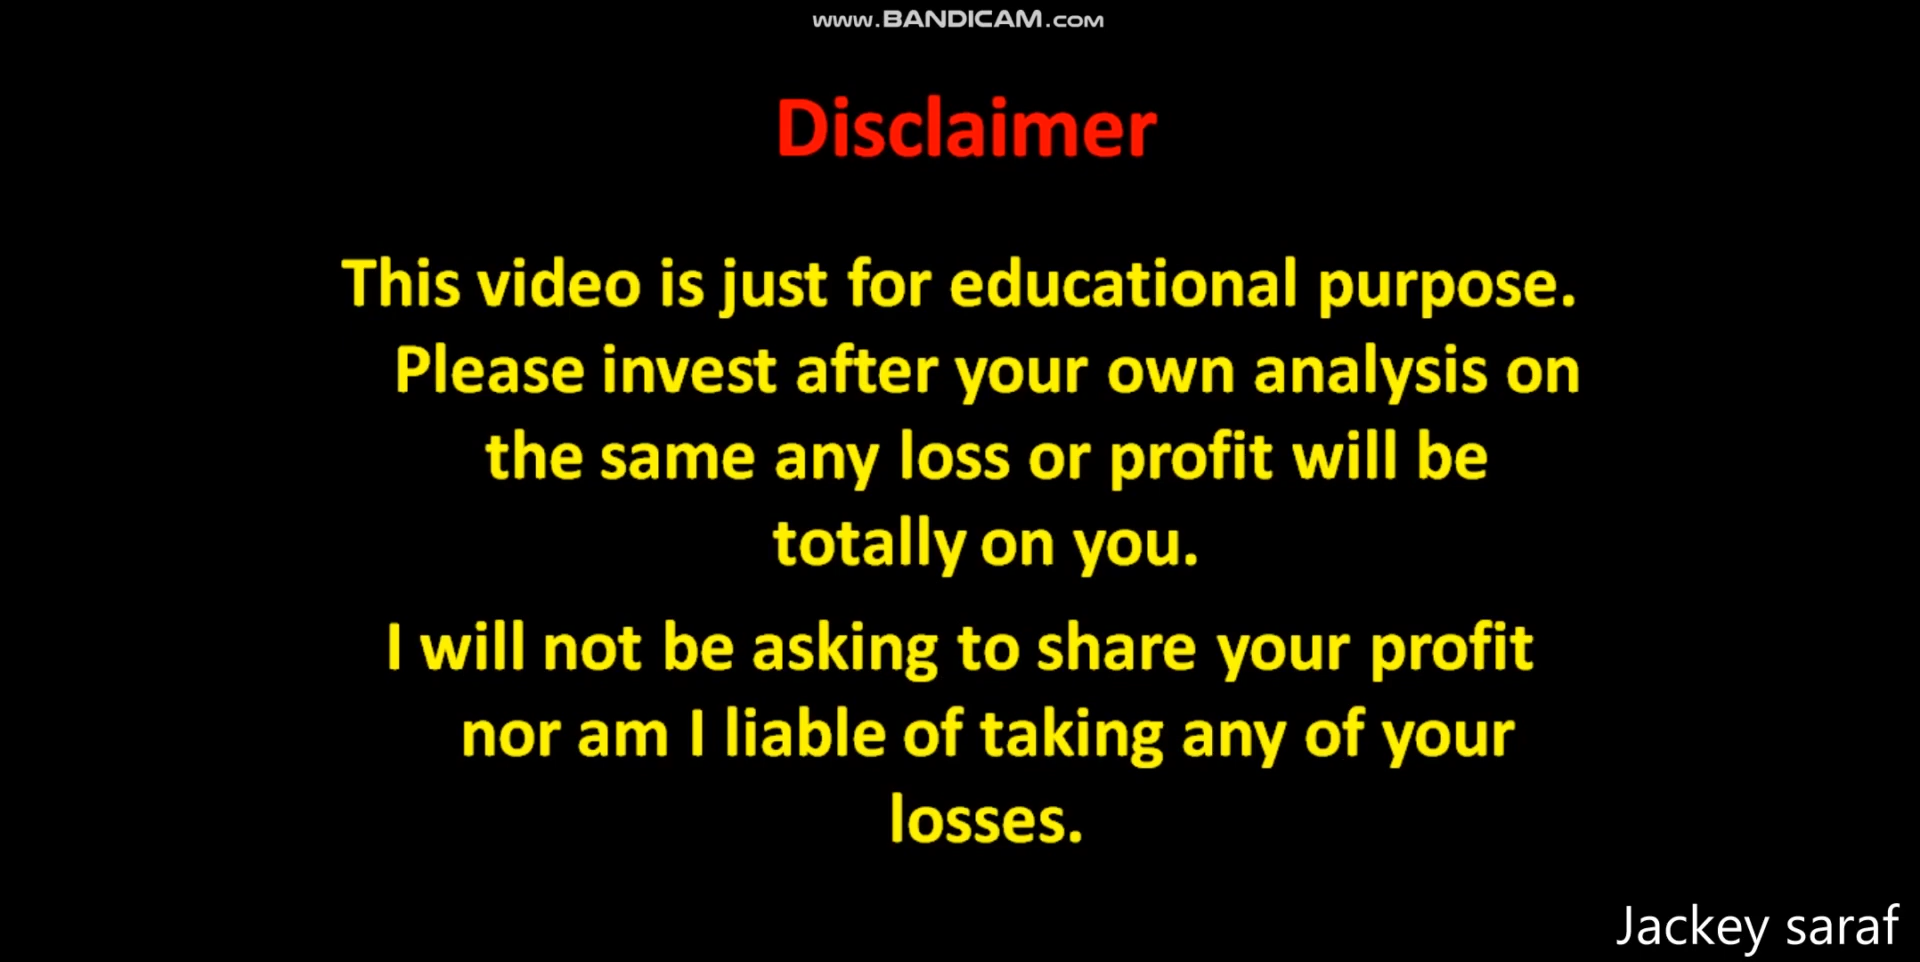 www.BANDICAM.COM
Disclaimer
This video is just for educational purpose.
Please invest after your own analysis on
the same any loss or profit will be
totally on you.
I will not be asking to share your profit
nor am I liable of taking any of your
losses.
Jackey saraf